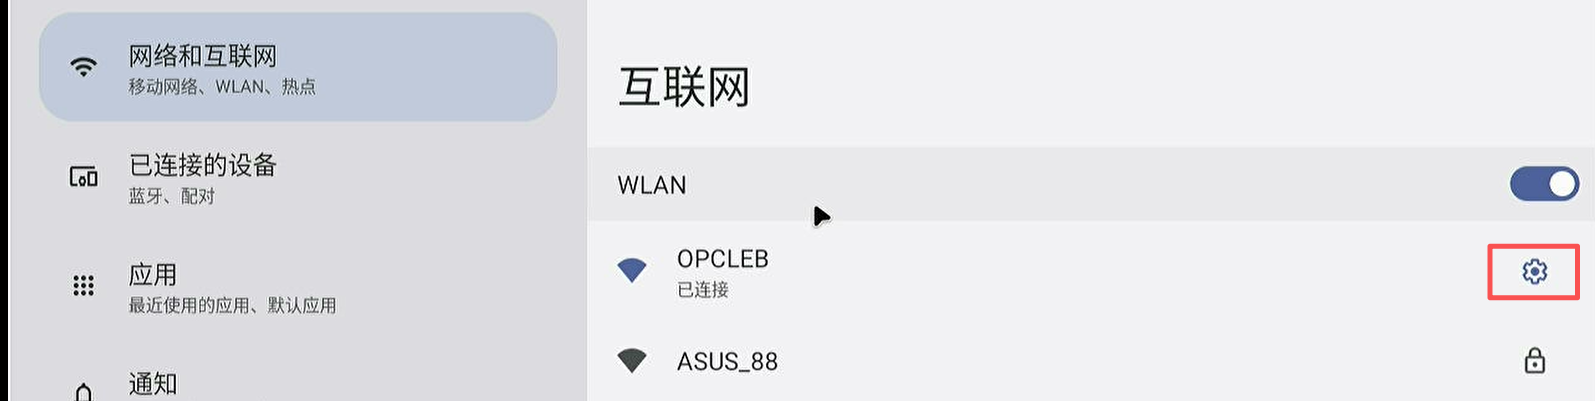 网络和互联网
移动网络、WLAN、热点
已连接的设备
蓝牙、配对
应用
最近使用的应用、默认应用
通知
互联网
WLAN
OPCLEB
已连接
ASUS_88